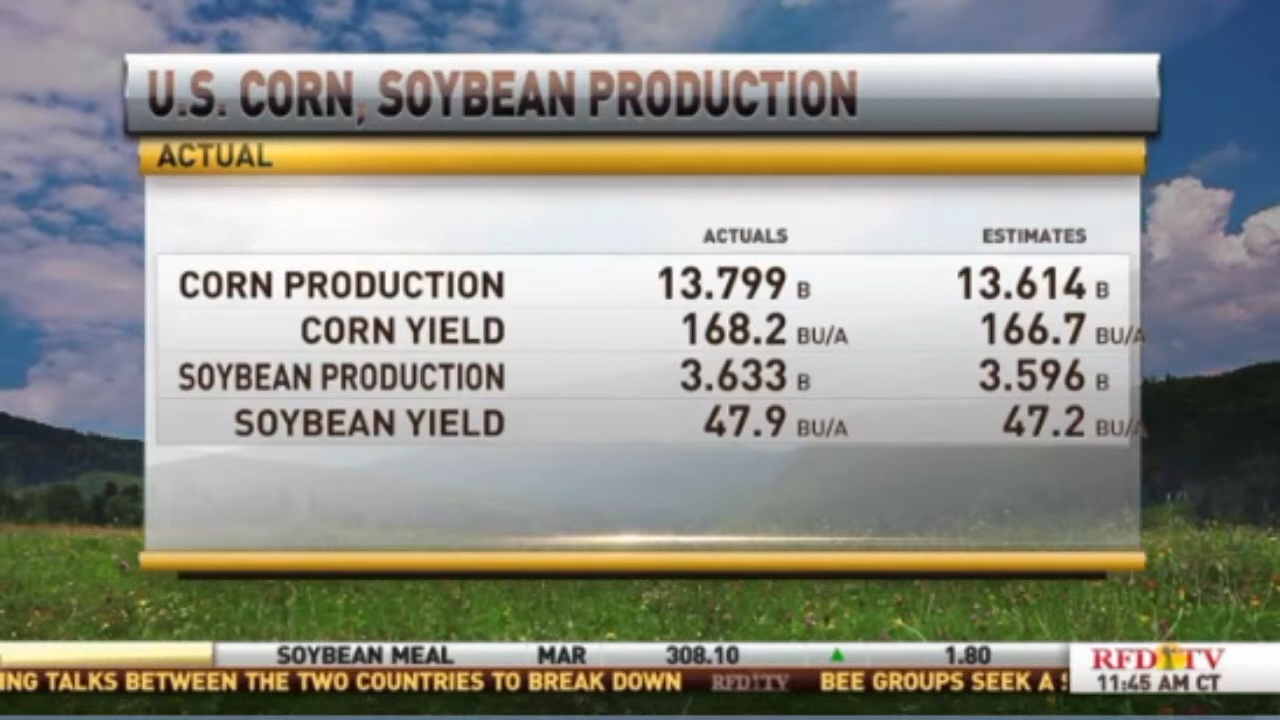 U.S. CORN, SOYBEAN PRODUCTION
ACTUAL
ACTUALS ESTIMATES
CORN PRODUCTION 13.799 B 13.614 B
CORN YIELD 168.2 BU/A 166.7 BU/A
SOYBEAN PRODUCTION 3.633 B 3.596 B
SOYBEAN YIELD 47.9 BU/A 47.2 BU/A
SOYBEAN MEAL MAR 308.10 ▲ 1.80
RFDTV
ING TALKS BETWEEN THE TWO COUNTRIES TO BREAK DOWN RFDTV BEE GROUPS SEEK A
11:45 AM CT